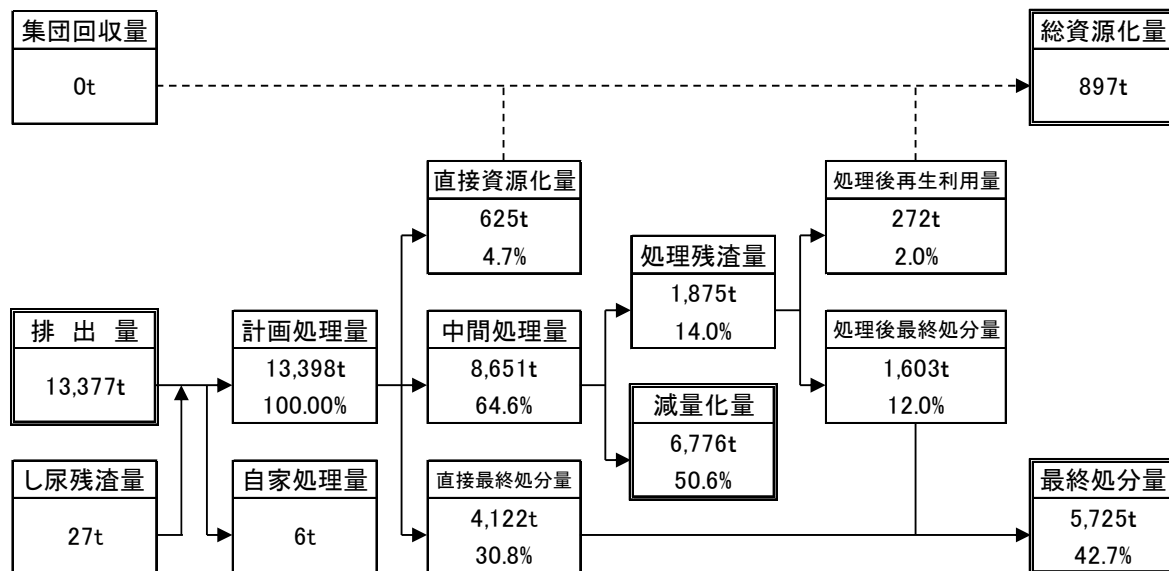 集団回収量
0t
総資源化量
897t
直接資源化量
625t
4.7%
処理後再生利用量
272t
2.0%
処理残渣量
1,875t
14.0%
排 出 量
13,377t
計画処理量
13,398t
100.00%
中間処理量
8,651t
64.6%
処理後最終処分量
1,603t
12.0%
減量化量
6,776t
50.6%
し尿残渣量
27t
自家処理量
6t
直接最終処分量
4,122t
30.8%
最終処分量
5,725t
42.7%